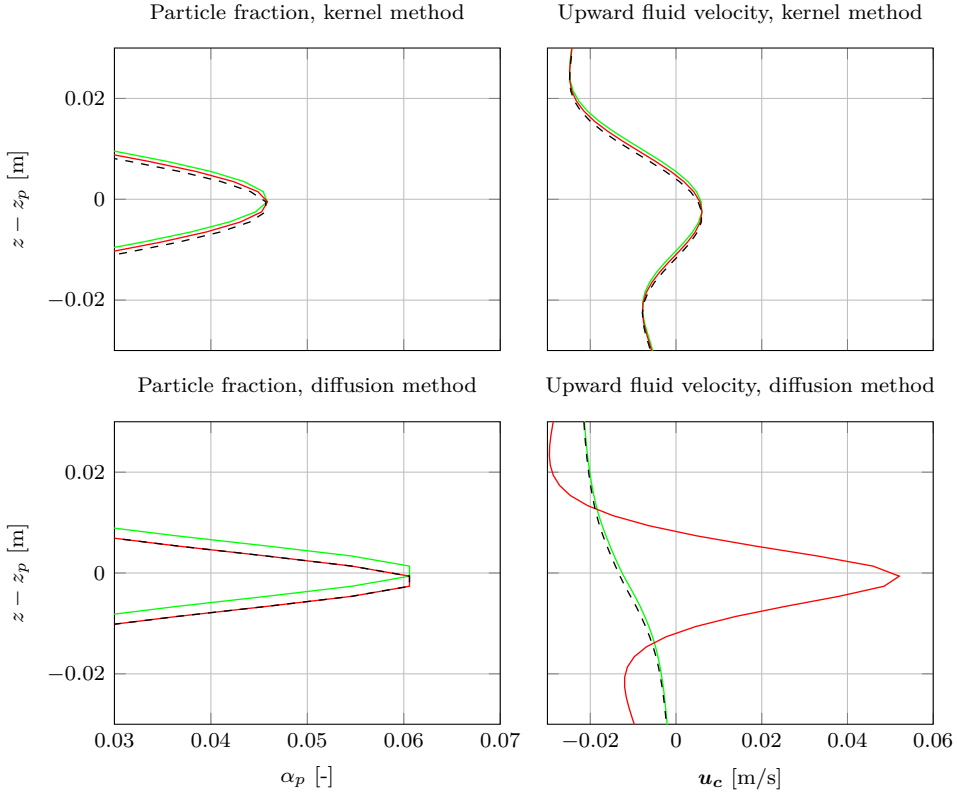 Particle fraction, kernel method
Upward fluid velocity, kernel method
0.02
0
−0.02
z − z_p [m]
Particle fraction, diffusion method
Upward fluid velocity, diffusion method
0.02
0
−0.02
z − z_p [m]
0.03 0.04 0.05 0.06 0.07
−0.02 0 0.02 0.04 0.06
α_p [-]
u_c [m/s]